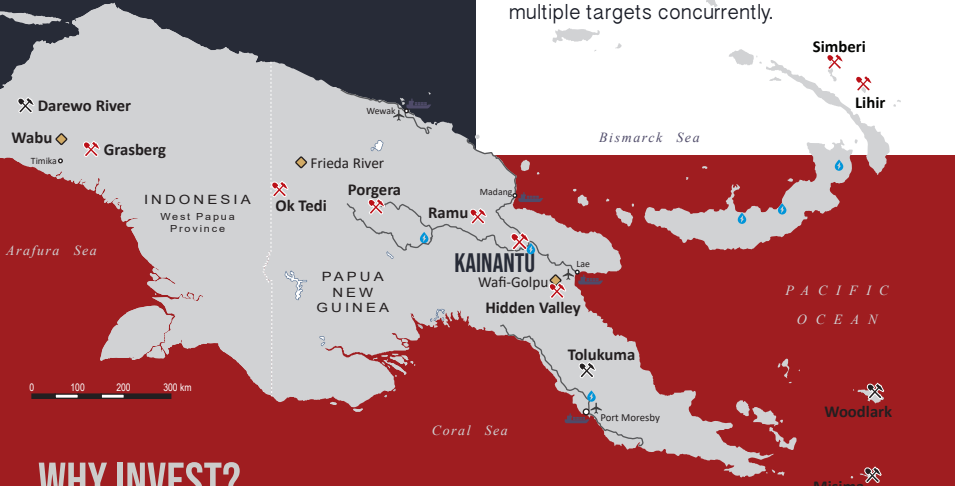 multiple targets concurrently.
Simberi
Lihir
Bismarck Sea
Darewo River
Wewak
Wabu
Grasberg
Timika
Frieda River
Ok Tedi
Porgera
Madang
Ramu
INDONESIA
West Papua
Province
Arafura Sea
KAINANTU
Lae
Wafi-Golpu
PAPUA
NEW
GUINEA
Hidden Valley
PACIFIC
OCEAN
Tolukuma
0 100 200 300 km
Port Moresby
Woodlark
Coral Sea
WHY INVEST?
Misima